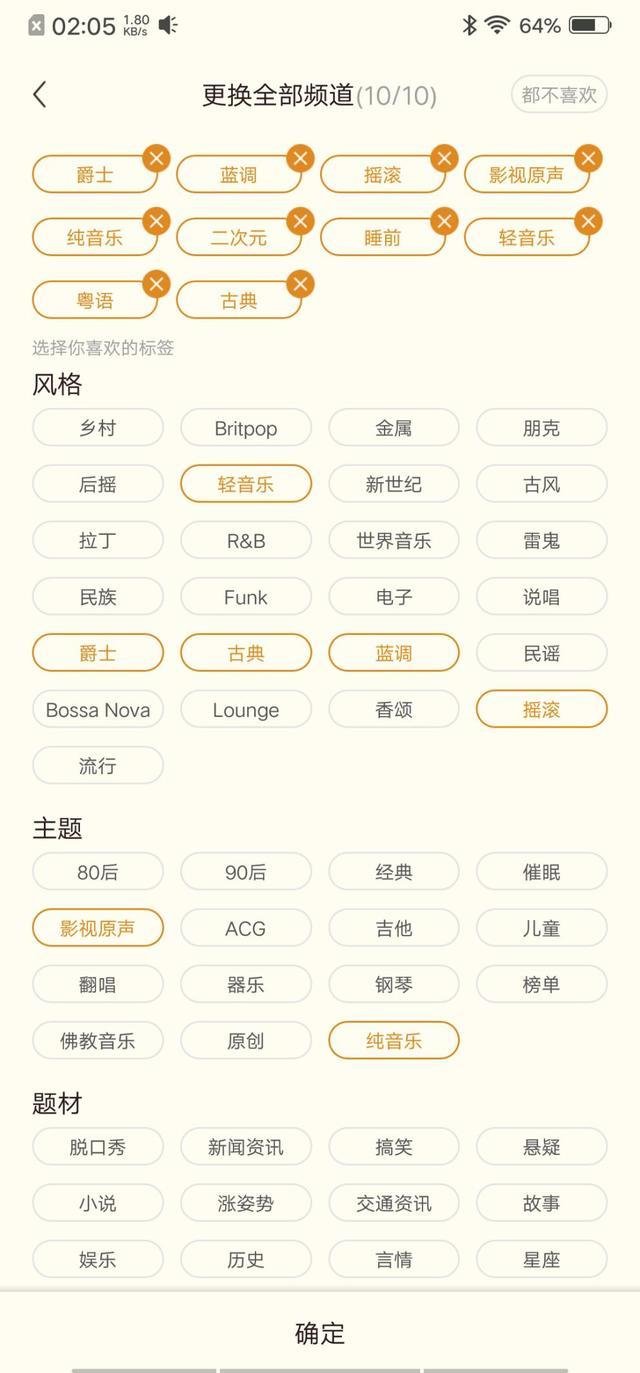 02:05 1.80 KB/s 64%
更换全部频道(10/10) 都不喜欢
爵士 蓝调 摇滚 影视原声
纯音乐 二次元 睡前 轻音乐
粤语 古典
选择你喜欢的标签
风格
乡村 Britpop 金属 朋克
后摇 轻音乐 新世纪 古风
拉丁 R&B 世界音乐 雷鬼
民族 Funk 电子 说唱
爵士 古典 蓝调 民谣
Bossa Nova Lounge 香颂 摇滚
流行
主题
80后 90后 经典 催眠
影视原声 ACG 吉他 儿童
翻唱 器乐 钢琴 榜单
佛教音乐 原创 纯音乐
题材
脱口秀 新闻资讯 搞笑 悬疑
小说 涨姿势 交通资讯 故事
娱乐 历史 言情 星座
确定